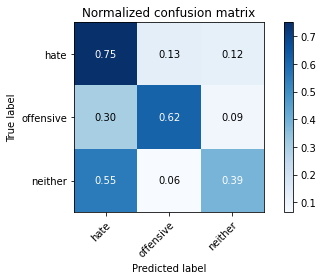 Normalized confusion matrix
True label
hate 0.75 0.13 0.12
offensive 0.30 0.62 0.09
neither 0.55 0.06 0.39
hate offensive neither
Predicted label
0.7
0.6
0.5
0.4
0.3
0.2
0.1